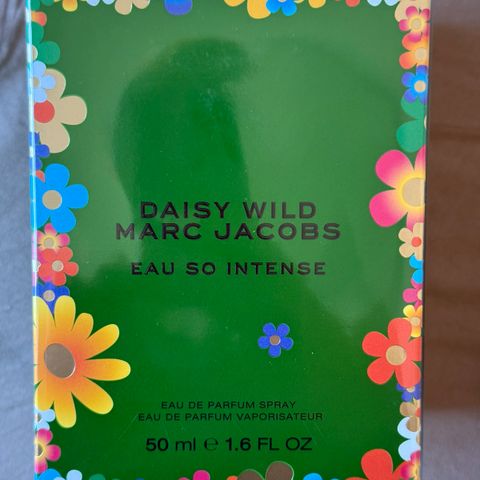 DAISY WILD
MARC JACOBS
EAU SO INTENSE
EAU DE PARFUM SPRAY
EAU DE PARFUM VAPORISATEUR
50 ml ℮ 1.6 FL OZ